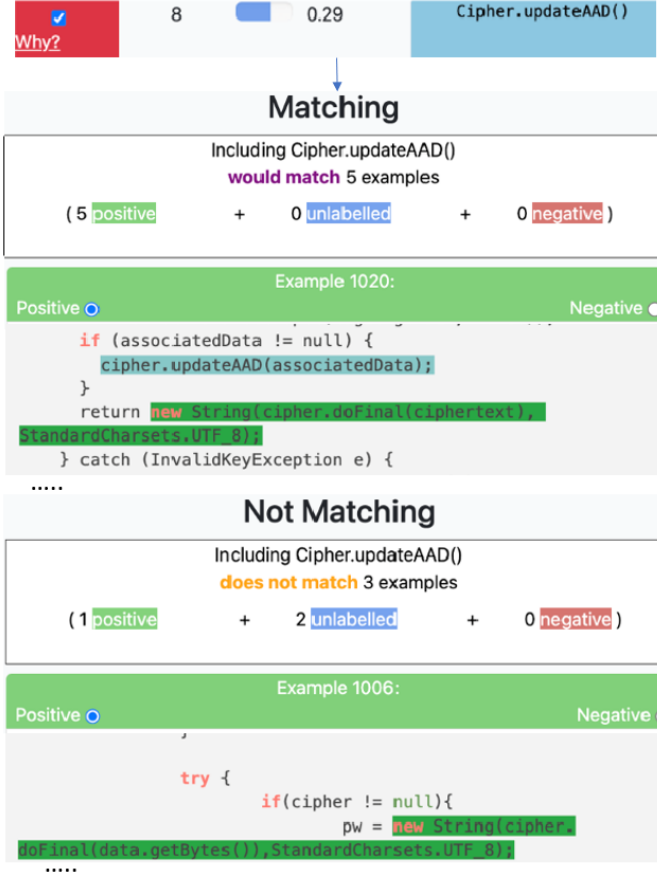 8 0.29 Cipher.updateAAD()
Why?
Matching
Including Cipher.updateAAD()
would match 5 examples
( 5 positive + 0 unlabelled + 0 negative )
Example 1020:
Positive Negative
if (associatedData != null) {
cipher.updateAAD(associatedData);
}
return new String(cipher.doFinal(ciphertext),
StandardCharsets.UTF_8);
} catch (InvalidKeyException e) {
.....
Not Matching
Including Cipher.updateAAD()
does not match 3 examples
( 1 positive + 2 unlabelled + 0 negative )
Example 1006:
Positive Negative
try {
if(cipher != null){
pw = new String(cipher.
doFinal(data.getBytes()),StandardCharsets.UTF_8);
.....